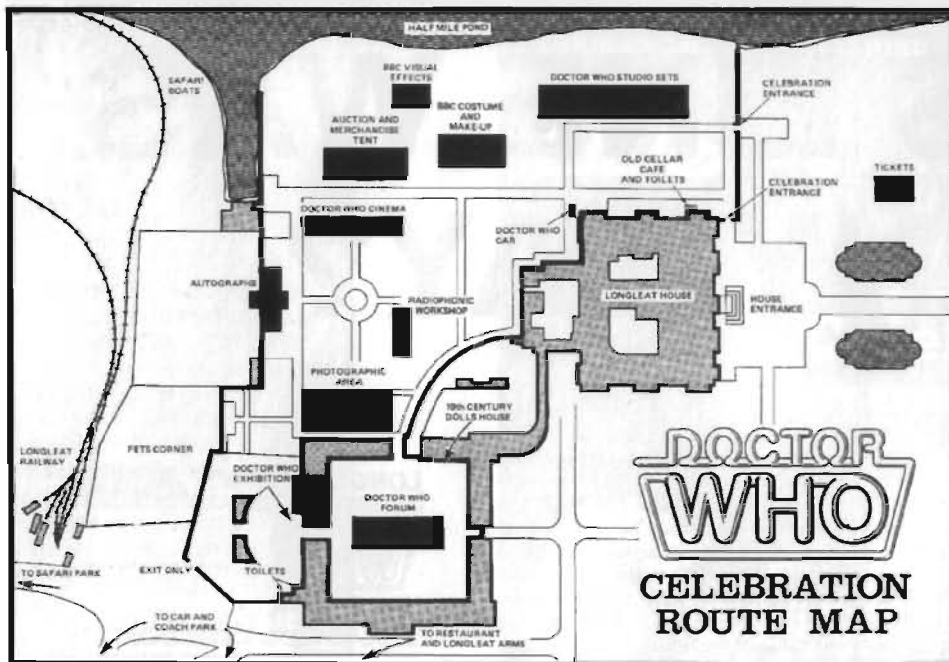 HALF MILE POND
SAFARI
BOATS
BBC VISUAL
EFFECTS
DOCTOR WHO STUDIO SETS
CELEBRATION
ENTRANCE
AUCTION AND
MERCHANDISE
TENT
BBC COSTUME
AND
MAKE-UP
OLD CELLAR
CAFE
AND TOILETS
TICKETS
CELEBRATION
ENTRANCE
DOCTOR WHO CINEMA
DOCTOR WHO
CAR
AUTOGRAPHS
RADIOPHONIC
WORKSHOP
LONGLEAT HOUSE
HOUSE
ENTRANCE
PHOTOGRAPHIC
AREA
19th CENTURY
DOLLS HOUSE
LONGLEAT
RAILWAY
PETS CORNER
DOCTOR WHO
EXHIBITION
DOCTOR WHO
FORUM
TO SAFARI PARK
EXIT ONLY
TOILETS
TO CAR AND
COACH PARK
TO RESTAURANT
AND LONGLEAT ARMS
DOCTOR
WHO
CELEBRATION
ROUTE MAP